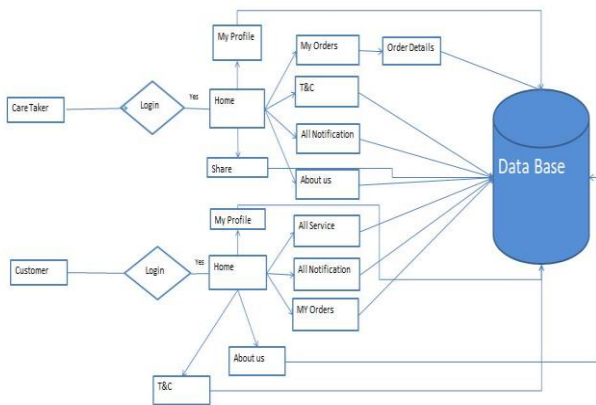 My Profile
My Orders
Order Details
Care Taker
Login
Yes
Home
T&C
All Notification
Share
About us
Data Base
My Profile
All Service
Customer
Login
Yes
Home
All Notification
MY Orders
About us
T&C